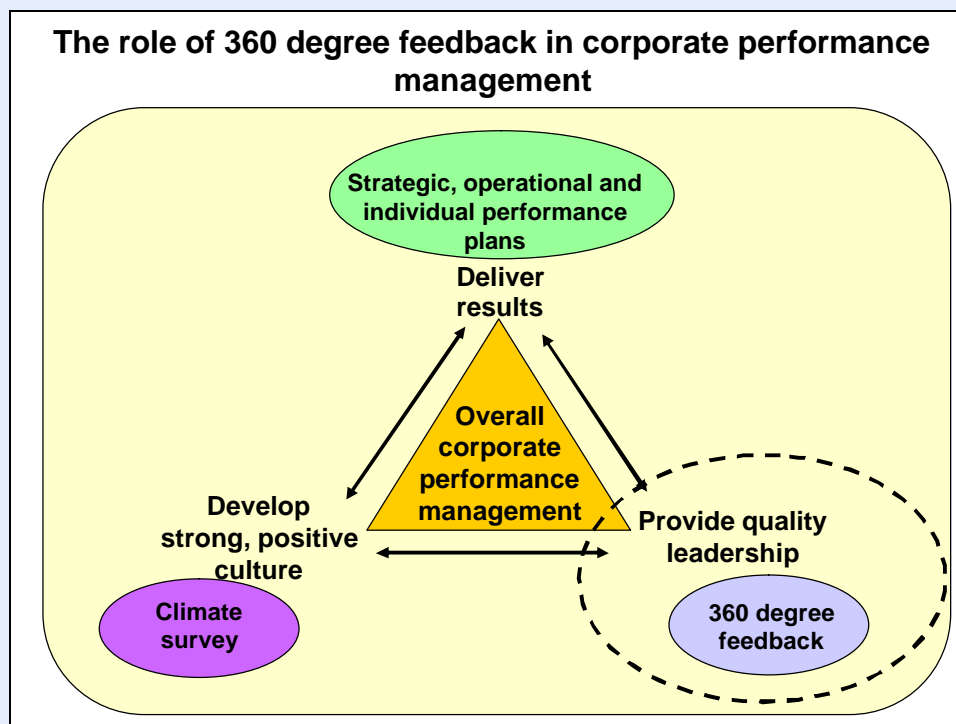 The role of 360 degree feedback in corporate performance
management
Strategic, operational and
individual performance
plans
Deliver
results
Overall
corporate
performance
management
Develop
strong, positive
culture
Provide quality
leadership
Climate
survey
360 degree
feedback